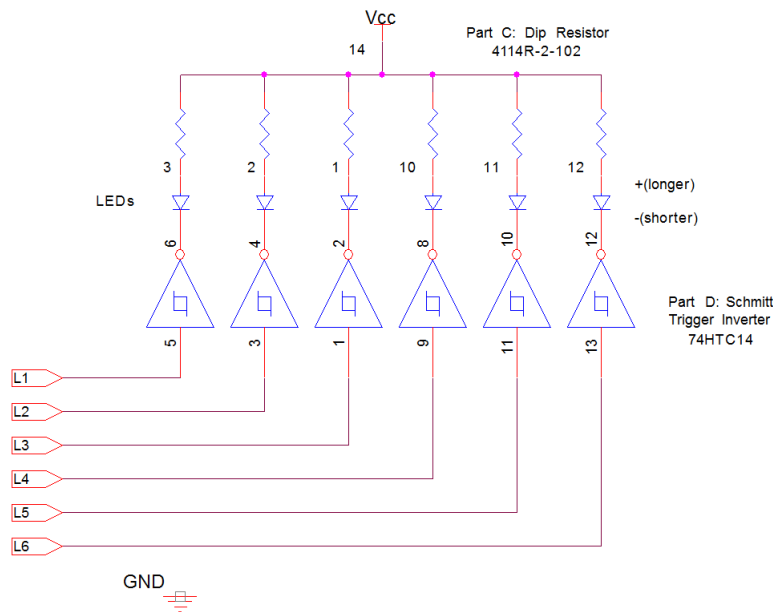 Vcc
14
Part C: Dip Resistor
4114R-2-102
3
2
1
10
11
12
LEDs
+(longer)
-(shorter)
6
4
2
8
10
12
Part D: Schmitt
Trigger Inverter
74HTC14
5
3
1
9
11
13
L1
L2
L3
L4
L5
L6
GND